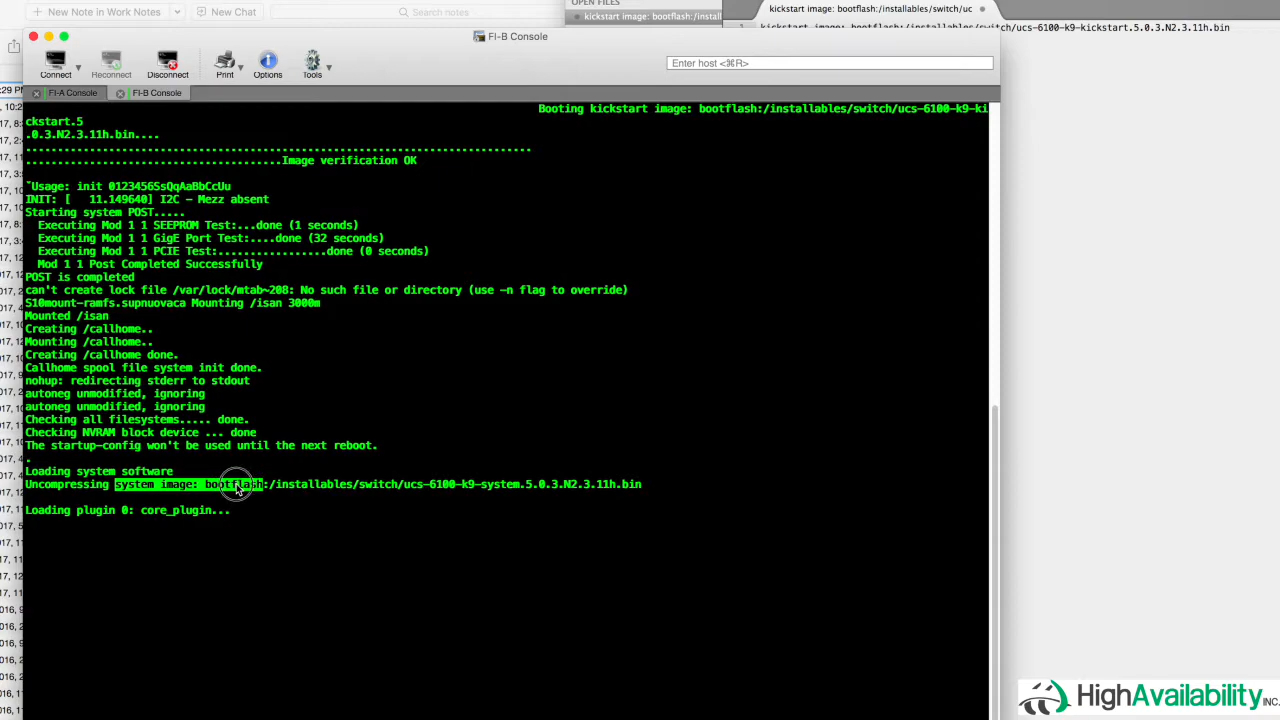 New Note in Work Notes
New Chat
Search notes
OPEN FILES
kickstart image: bootflash:/install
kickstart image: bootflash:/installables/switch/uc
kickstart image: bootflash:/installables/switch/ucs-6100-k9-kickstart.5.0.3.N2.3.11h.bin
FI-B Console
Connect
Reconnect
Disconnect
Print
Options
Tools
Enter host <⌘R>
FI-A Console
FI-B Console
Booting kickstart image: bootflash:/installables/switch/ucs-6100-k9-ki
ckstart.5
.0.3.N2.3.11h.bin....
...............................................................................
........................................Image verification OK
ˇUsage: init 0123456SsQqAaBbCcUu
INIT: [   11.149640] I2C - Mezz absent
Starting system POST.....
Executing Mod 1 1 SEEPROM Test:...done (1 seconds)
Executing Mod 1 1 GigE Port Test:....done (32 seconds)
Executing Mod 1 1 PCIE Test:.................done (0 seconds)
Mod 1 1 Post Completed Successfully
POST is completed
can't create lock file /var/lock/mtab~208: No such file or directory (use -n flag to override)
S10mount-ramfs.supnuovaca Mounting /isan 3000m
Mounted /isan
Creating /callhome..
Mounting /callhome..
Creating /callhome done.
Callhome spool file system init done.
nohup: redirecting stderr to stdout
autoneg unmodified, ignoring
autoneg unmodified, ignoring
Checking all filesystems..... done.
Checking NVRAM block device ... done
The startup-config won't be used until the next reboot.
.
Loading system software
Uncompressing system image: bootflash:/installables/switch/ucs-6100-k9-system.5.0.3.N2.3.11h.bin
Loading plugin 0: core_plugin...
HighAvailability INC.